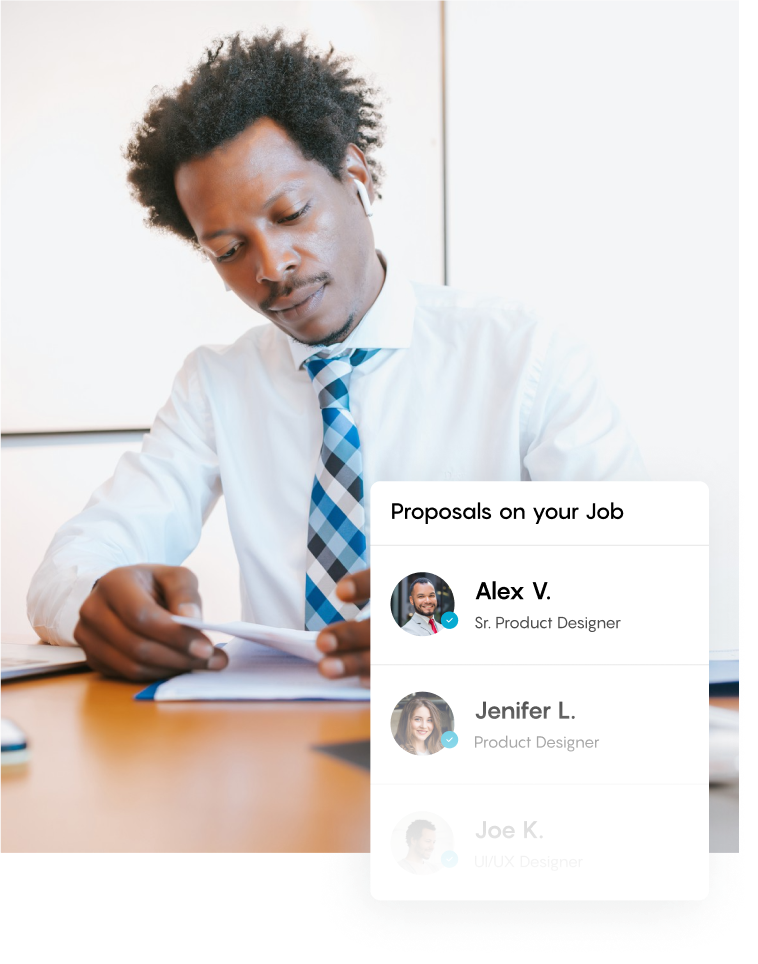 Proposals on your Job
Alex V.
Sr. Product Designer
Jenifer L.
Product Designer
Joe K.
UI/UX Designer